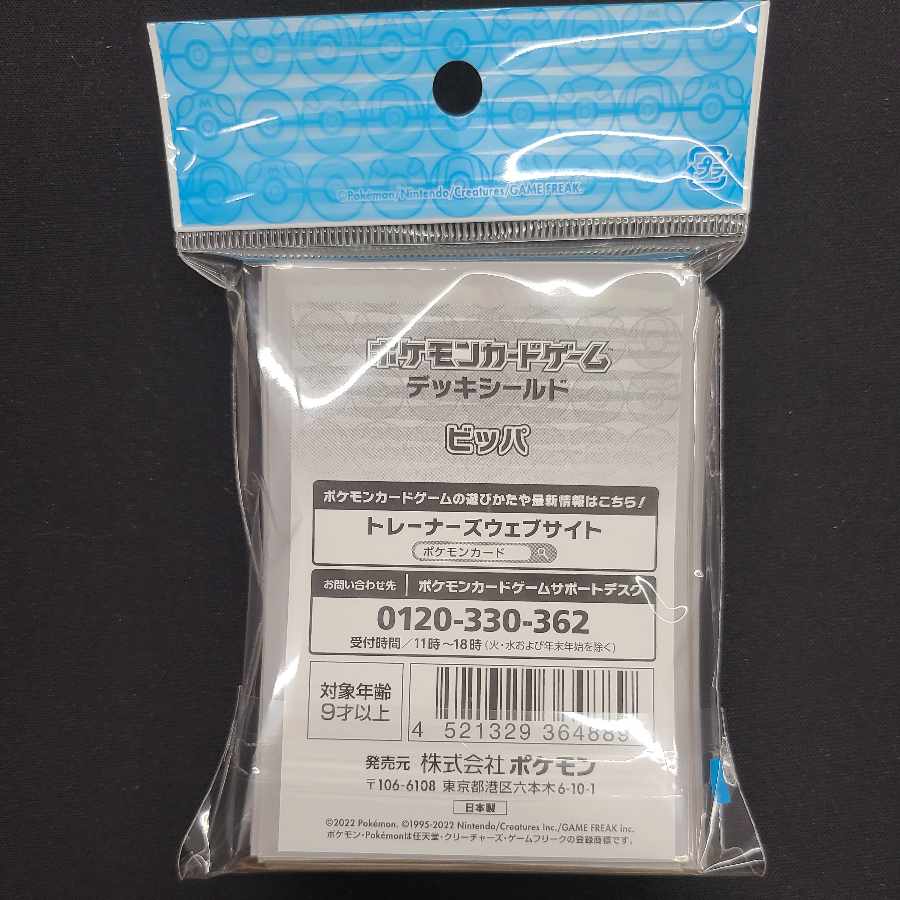 ©Pokémon/Nintendo/Creatures/GAME FREAK.
プラ
ポケモンカードゲーム™
デッキシールド
ビッパ
ポケモンカードゲームの遊びかたや最新情報はこちら!
トレーナーズウェブサイト
ポケモンカード
お問い合わせ先 ポケモンカードゲームサポートデスク
0120-330-362
受付時間/11時~18時(火・水および年末年始を除く)
対象年齢
9才以上
4 521329 364889
発売元 株式会社ポケモン
〒106-6108 東京都港区六本木6-10-1
日本製
©2022 Pokémon. ©1995-2022 Nintendo/Creatures Inc./GAME FREAK inc.
ポケモン・Pokémonは任天堂・クリーチャーズ・ゲームフリークの登録商標です。